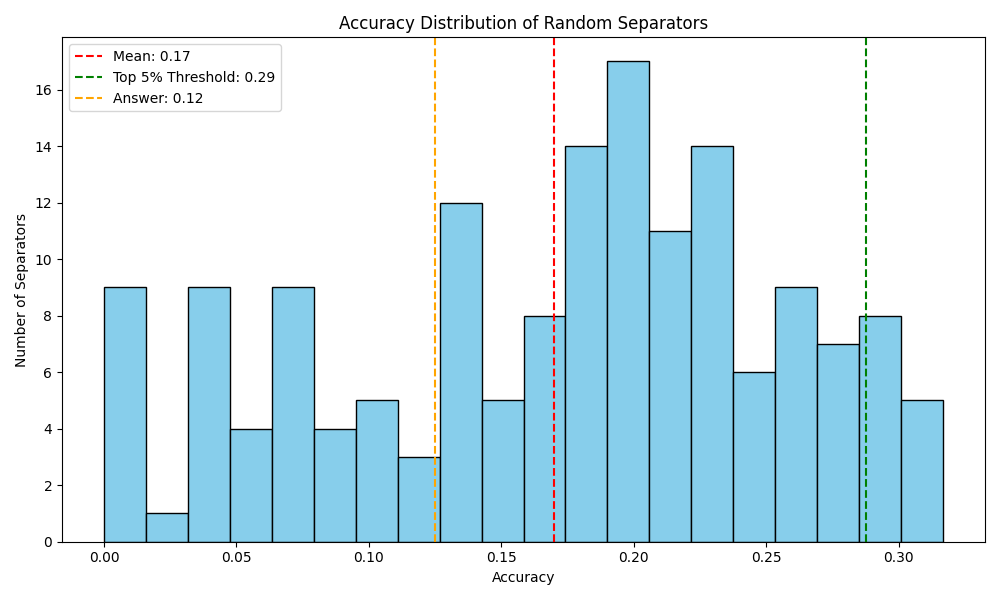 Accuracy Distribution of Random Separators
Mean: 0.17
Top 5% Threshold: 0.29
Answer: 0.12
Number of Separators
16
14
12
10
8
6
4
2
0
0.00 0.05 0.10 0.15 0.20 0.25 0.30
Accuracy